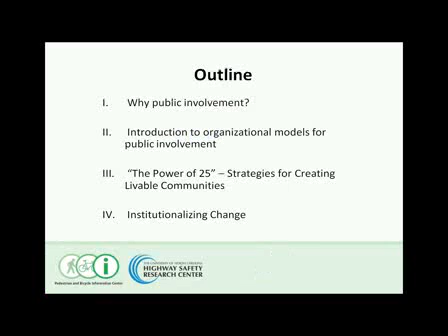 Outline
I. Why public involvement?
II. Introduction to organizational models for
public involvement
III. "The Power of 25" – Strategies for Creating
Livable Communities
IV. Institutionalizing Change
i
Pedestrian and Bicycle Information Center
THE UNIVERSITY OF NORTH CAROLINA
HIGHWAY SAFETY
RESEARCH CENTER